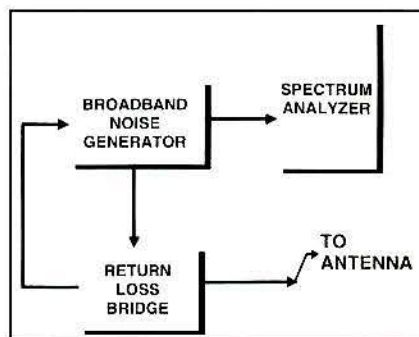 BROADBAND
NOISE
GENERATOR
SPECTRUM
ANALYZER
RETURN
LOSS
BRIDGE
TO
ANTENNA